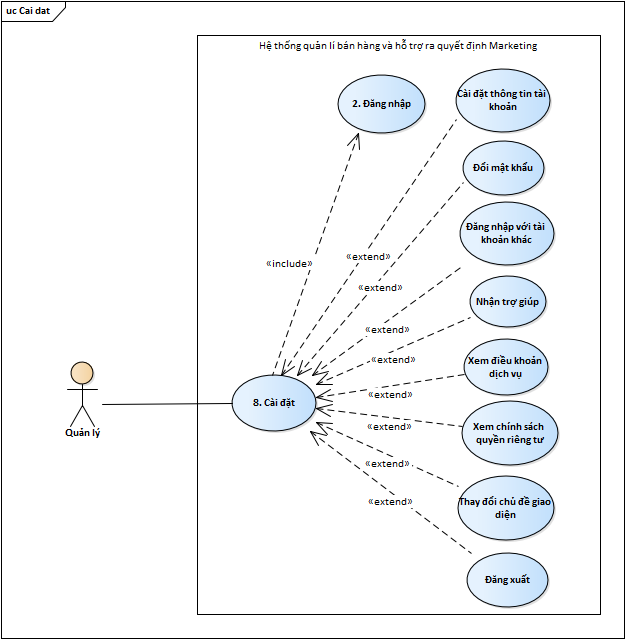 uc Cai dat
Hệ thống quản lí bán hàng và hỗ trợ ra quyết định Marketing
2. Đăng nhập
Cài đặt thông tin tài
khoản
Đổi mật khẩu
Đăng nhập với tài
khoản khác
«include»
«extend»
«extend»
Nhận trợ giúp
«extend»
«extend»
Xem điều khoản
dịch vụ
8. Cài đặt
«extend»
Quản lý
Xem chính sách
quyền riêng tư
«extend»
«extend»
Thay đổi chủ đề giao
diện
«extend»
Đăng xuất